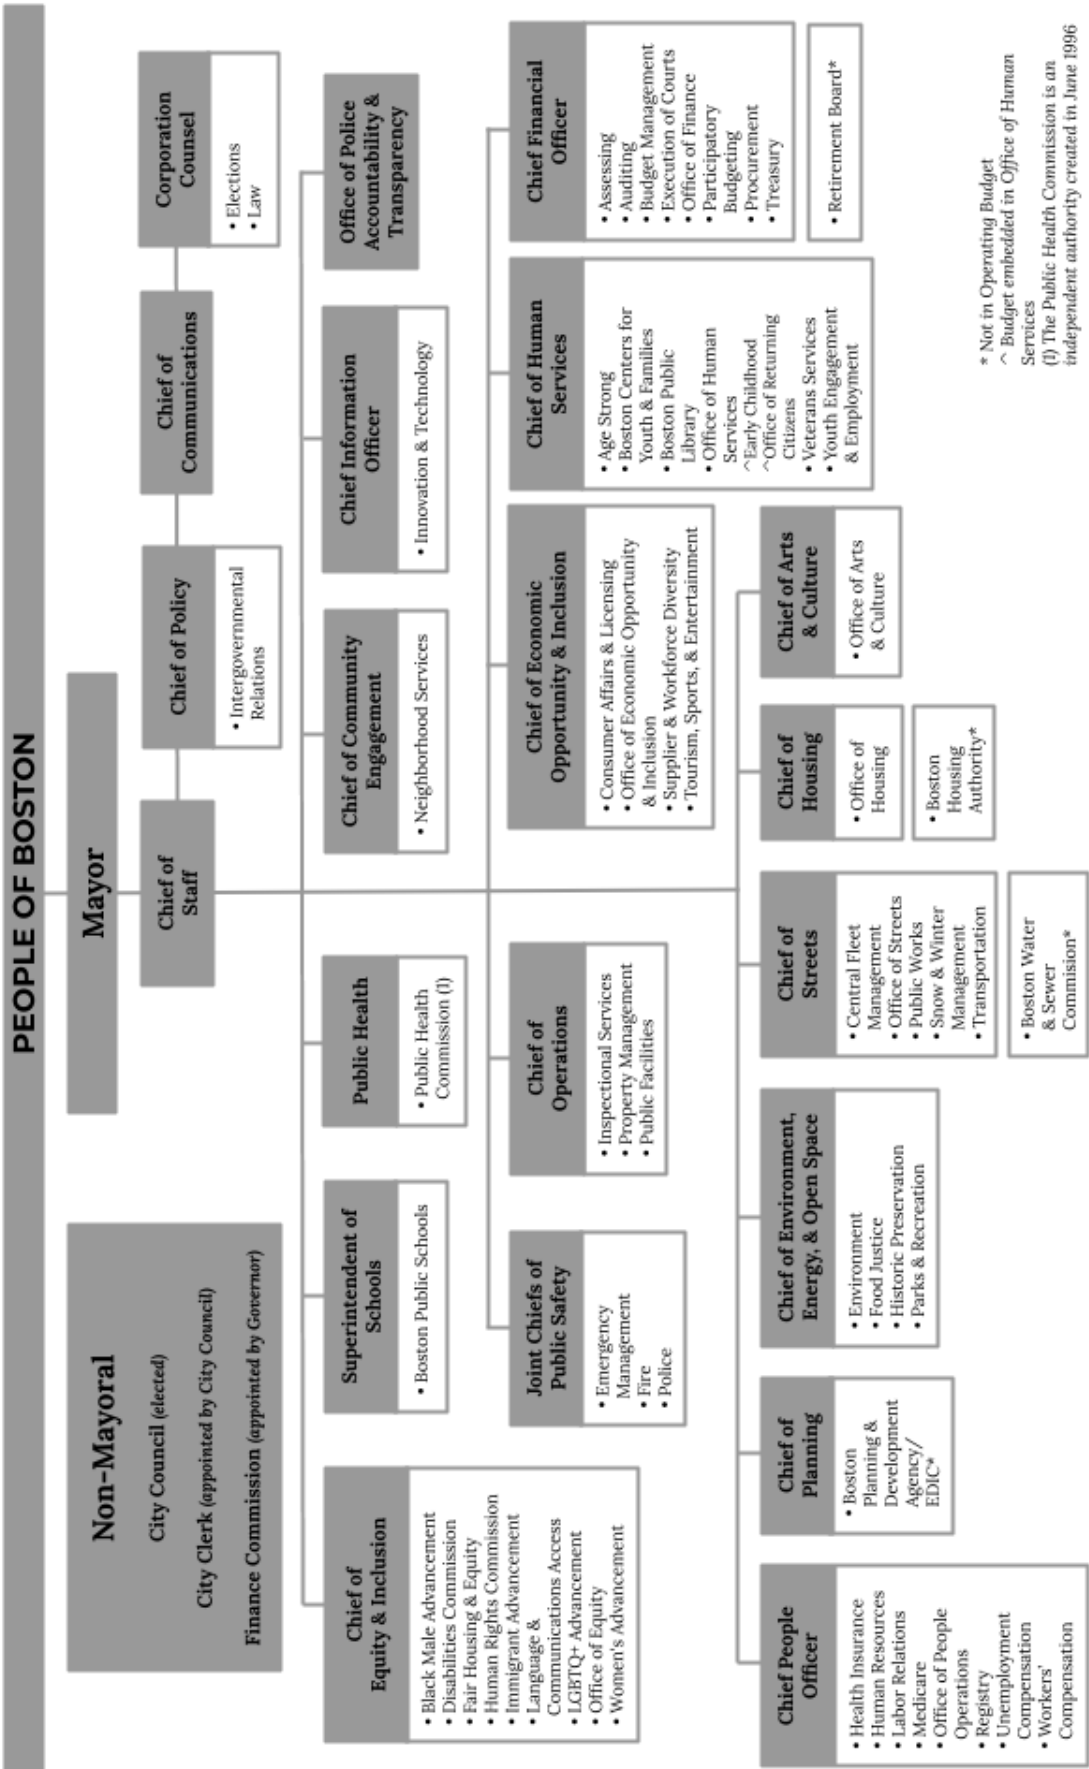 PEOPLE OF BOSTON
Non-Mayoral
City Council (elected)
City Clerk (appointed by City Council)
Finance Commission (appointed by Governor)
Mayor
Chief of
Staff
Chief of Policy
• Intergovernmental
Relations
Chief of
Communications
Corporation
Counsel
• Elections
• Law
Chief of
Equity & Inclusion
• Black Male Advancement
• Disabilities Commission
• Fair Housing & Equity
• Human Rights Commission
• Immigrant Advancement
• Language &
Communications Access
• LGBTQ+ Advancement
• Office of Equity
• Women's Advancement
Superintendent of
Schools
• Boston Public Schools
Public Health
• Public Health
Commission (1)
Chief of Community
Engagement
• Neighborhood Services
Chief Information
Officer
• Innovation & Technology
Office of Police
Accountability &
Transparency
Joint Chiefs of
Public Safety
• Emergency
Management
• Fire
• Police
Chief of
Operations
• Inspectional Services
• Property Management
• Public Facilities
Chief of Economic
Opportunity & Inclusion
• Consumer Affairs & Licensing
• Office of Economic Opportunity
& Inclusion
• Supplier & Workforce Diversity
• Tourism, Sports, & Entertainment
Chief of Human
Services
• Age Strong
• Boston Centers for
Youth & Families
• Boston Public
Library
• Office of Human
Services
^Early Childhood
^Office of Returning
Citizens
• Veterans Services
• Youth Engagement
& Employment
Chief Financial
Officer
• Assessing
• Auditing
• Budget Management
• Execution of Courts
• Office of Finance
• Participatory
Budgeting
• Procurement
• Treasury
• Retirement Board*
Chief People
Officer
• Health Insurance
• Human Resources
• Labor Relations
• Medicare
• Office of People
Operations
• Registry
• Unemployment
Compensation
• Workers'
Compensation
Chief of
Planning
• Boston
Planning &
Development
Agency/
EDIC*
Chief of Environment,
Energy, & Open Space
• Environment
• Food Justice
• Historic Preservation
• Parks & Recreation
Chief of
Streets
• Central Fleet
Management
• Office of Streets
• Public Works
• Snow & Winter
Management
• Transportation
• Boston Water
& Sewer
Commision*
Chief of
Housing
• Office of
Housing
• Boston
Housing
Authority*
Chief of Arts
& Culture
• Office of Arts
& Culture
* Not in Operating Budget
^ Budget embedded in Office of Human
Services
(1) The Public Health Commission is an
independent authority created in June 1996